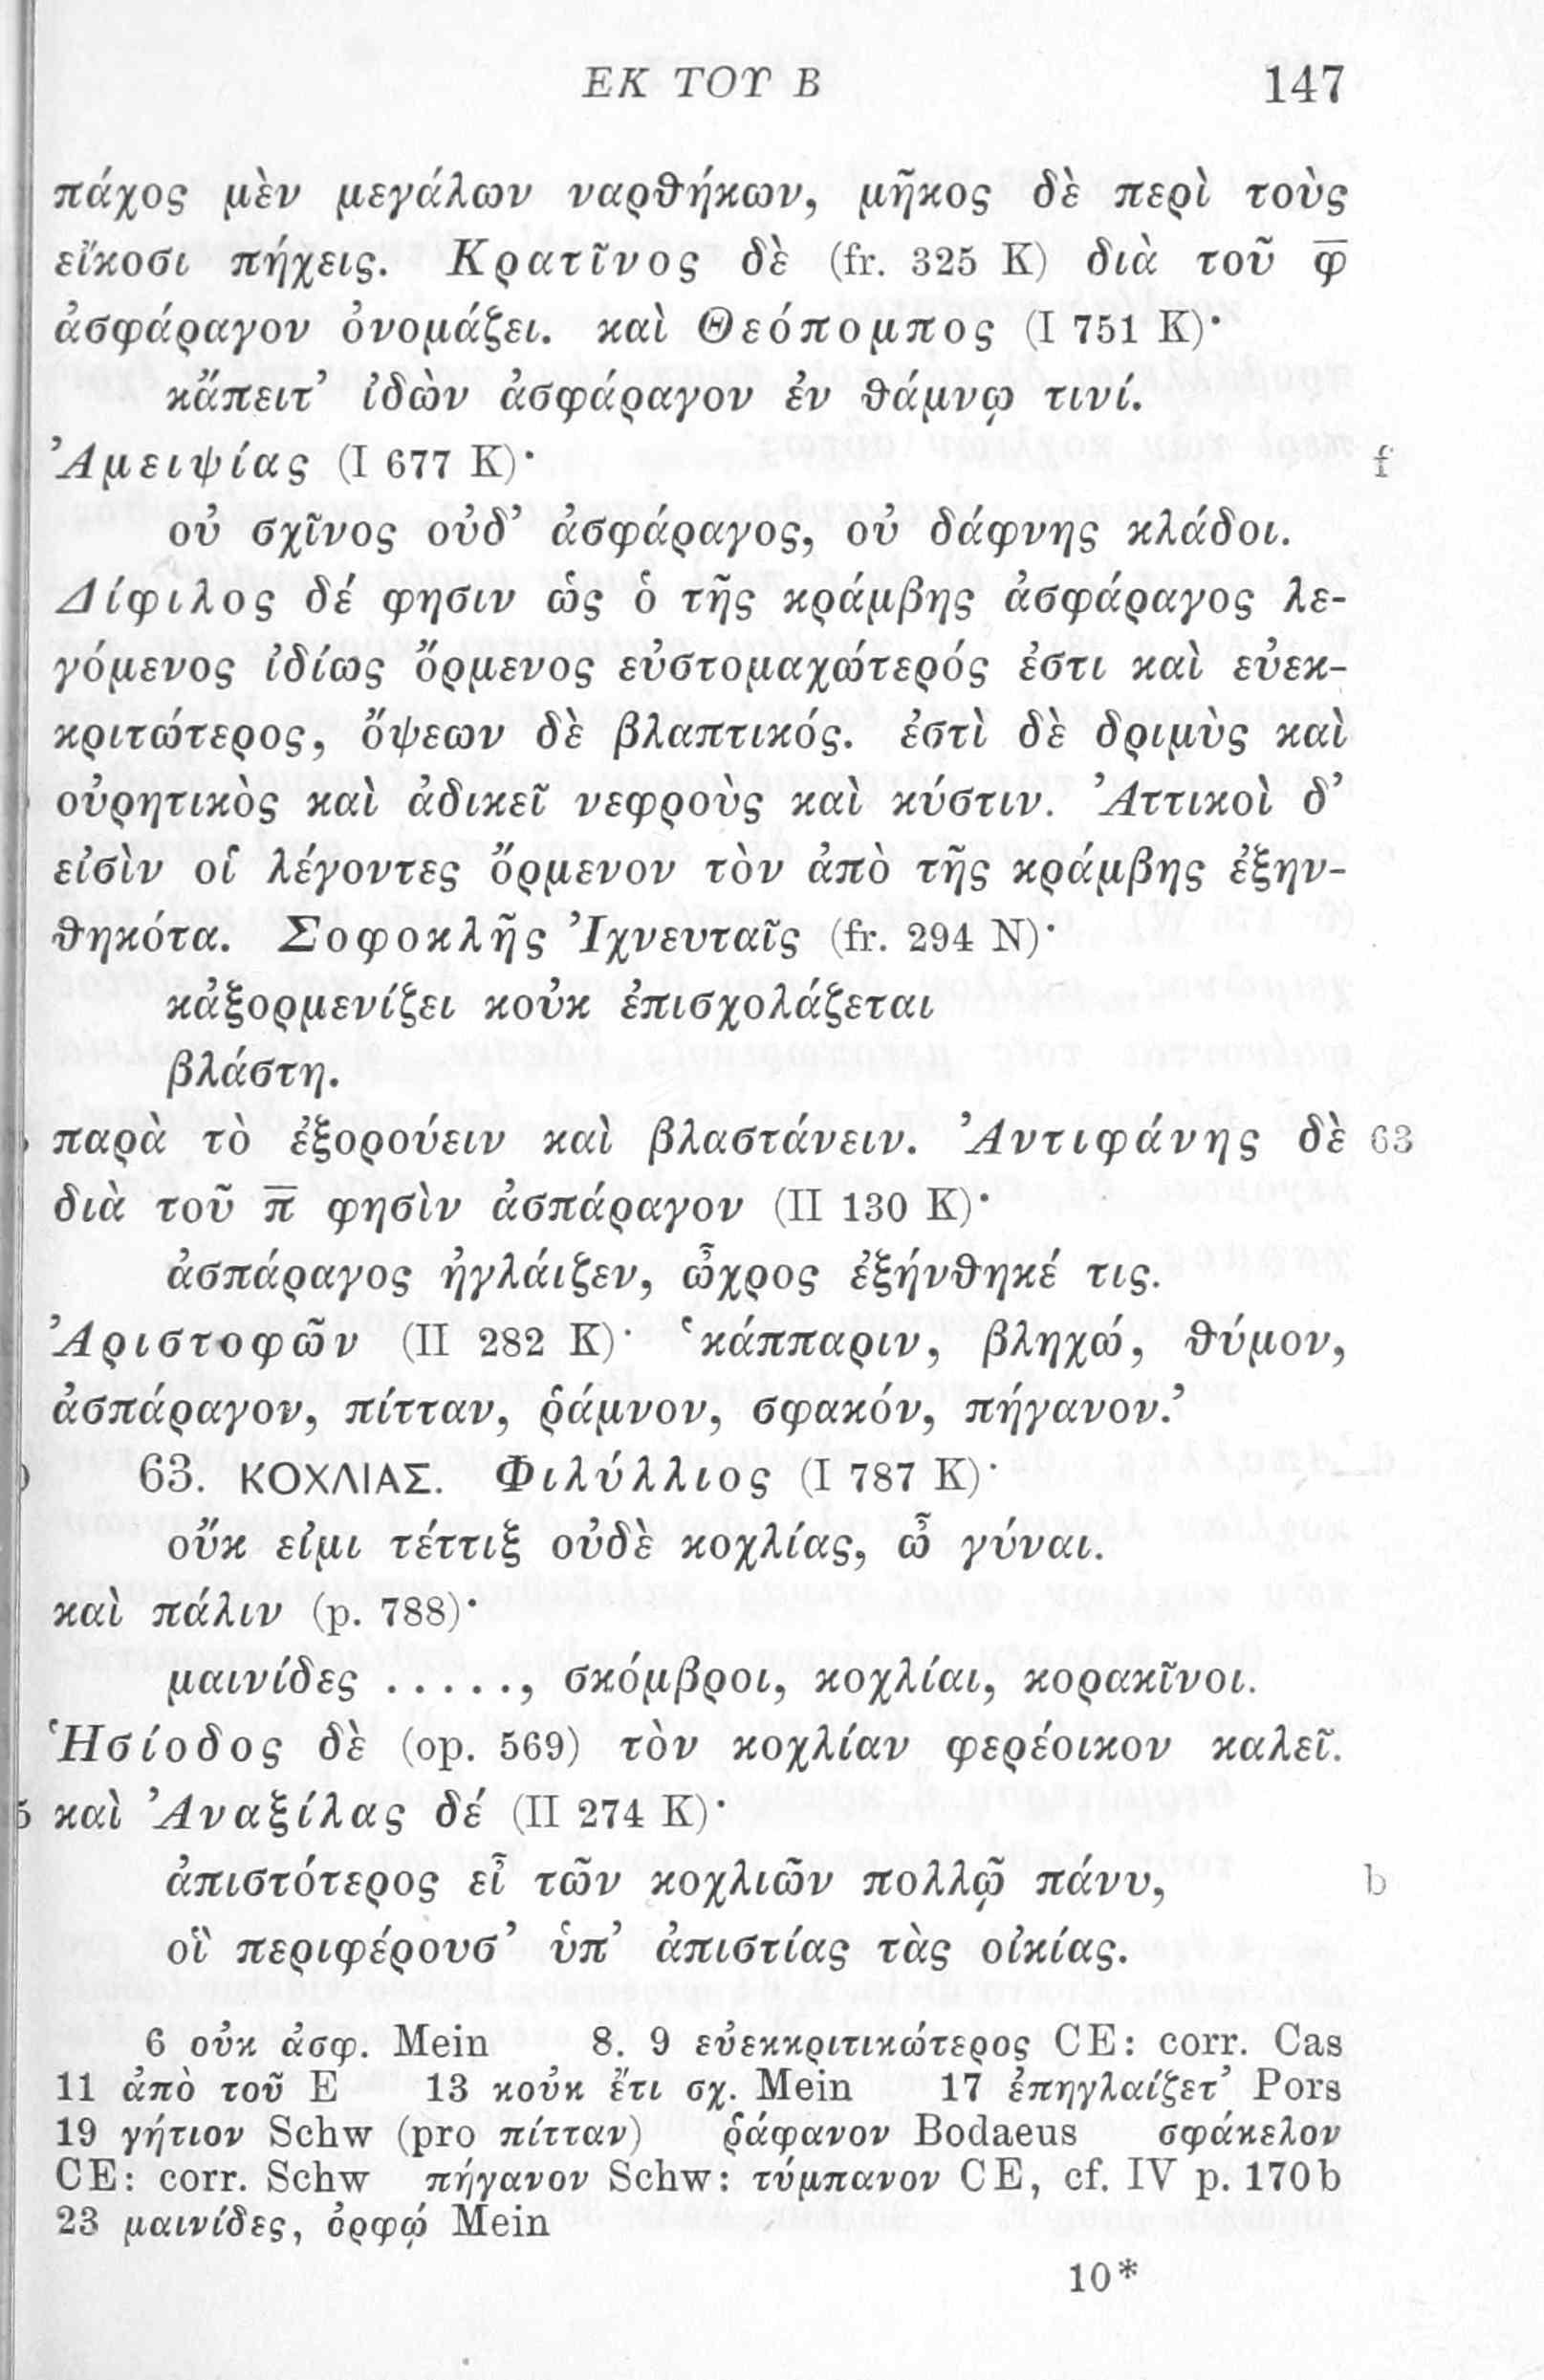 ΕΚ ΤΟΥ Β 147
πάχος μὲν μεγάλων ναρθήκων, μῆκος δὲ περὶ τοὺς
εἴκοσι πήχεις. Κρατῖνος δὲ (fr. 325 K) διὰ τοῦ φ̅
ἀσφάραγον ὀνομάζει. καὶ Θεόπομπος (I 751 K)·
κἄπειτ’ ἰδὼν ἀσφάραγον ἐν θάμνῳ τινί.
Ἀμειψίας (I 677 K)· f
οὐ σχῖνος οὐδ’ ἀσφάραγος, οὐ δάφνης κλάδοι.
Δίφιλος δέ φησιν ὡς ὁ τῆς κράμβης ἀσφάραγος λε-
γόμενος ἰδίως ὄρμενος εὐστομαχώτερός ἐστι καὶ εὐεκ-
κριτώτερος, ὄψεων δὲ βλαπτικός. ἐστὶ δὲ δριμὺς καὶ
οὐρητικὸς καὶ ἀδικεῖ νεφροὺς καὶ κύστιν. Ἀττικοὶ δ’
εἰσὶν οἱ λέγοντες ὄρμενον τὸν ἀπὸ τῆς κράμβης ἐξην-
θηκότα. Σοφοκλῆς Ἰχνευταῖς (fr. 294 N)·
κἀξορμενίζει κοὐκ ἐπισχολάζεται
βλάστη.
παρὰ τὸ ἐξορούειν καὶ βλαστάνειν. Ἀντιφάνης δὲ 63
διὰ τοῦ π̅ φησὶν ἀσπάραγον (II 130 K)·
ἀσπάραγος ἠγλάιζεν, ὦχρος ἐξήνθηκέ τις.
Ἀριστοφῶν (II 282 K)· ‘κάππαριν, βληχώ, θύμον,
ἀσπάραγον, πίτταν, ῥάμνον, σφακόν, πήγανον.’
63. ΚΟΧΛΙΑΣ. Φιλύλλιος (I 787 K)·
οὔκ εἰμι τέττιξ οὐδὲ κοχλίας, ὦ γύναι.
καὶ πάλιν (p. 788)·
μαινίδες ....., σκόμβροι, κοχλίαι, κορακῖνοι.
Ἡσίοδος δὲ (op. 569) τὸν κοχλίαν φερέοικον καλεῖ.
5 καὶ Ἀναξίλας δέ (II 274 K)·
ἀπιστότερος εἶ τῶν κοχλιῶν πολλῷ πάνυ, b
οἳ περιφέρουσ’ ὑπ’ ἀπιστίας τὰς οἰκίας.
6 οὐκ ἀσφ. Mein 8. 9 εὐεκκριτικώτερος CE: corr. Cas
11 ἀπὸ τοῦ E 13 κοὐκ ἔτι σχ. Mein 17 ἐπηγλαίζετ’ Pors
19 γήτιον Schw (pro πίτταν) ῥάφανον Bodaeus σφάκελον
CE: corr. Schw πήγανον Schw: τύμπανον CE, cf. IV p. 170b
23 μαινίδες, ὀρφῴ Mein
10*